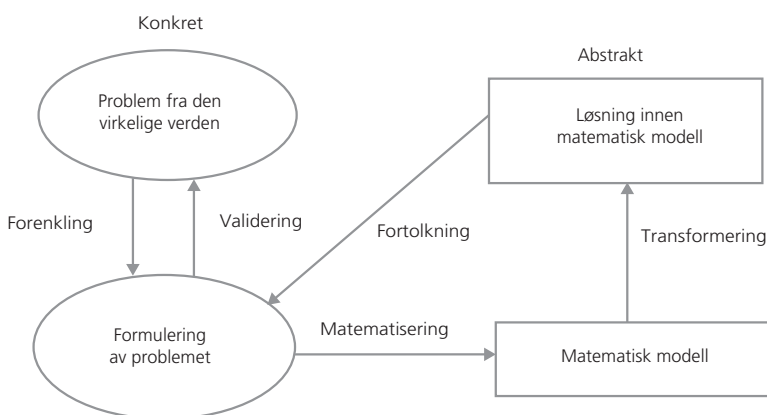 Konkret
Abstrakt
Problem fra den
virkelige verden
Løsning innen
matematisk modell
Forenkling
Validering
Fortolkning
Transformering
Formulering
av problemet
Matematisering
Matematisk modell